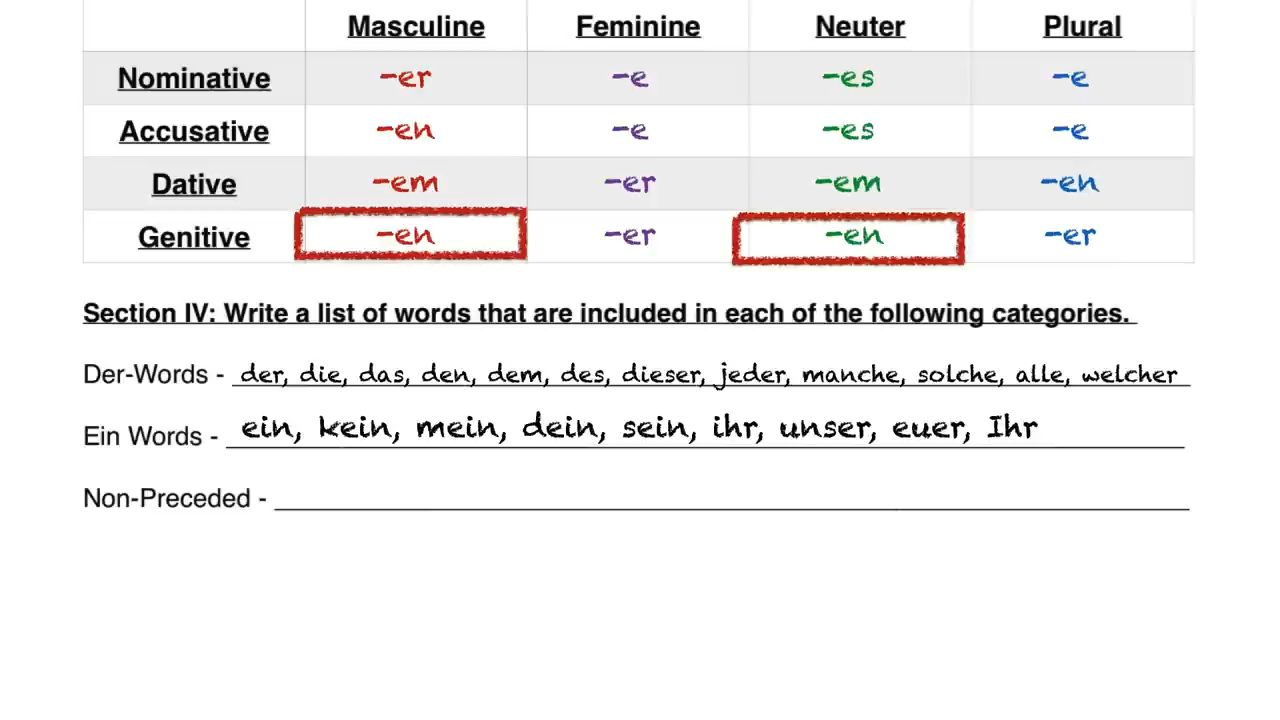 Masculine Feminine Neuter Plural
Nominative -er -e -es -e
Accusative -en -e -es -e
Dative -em -er -em -en
Genitive -en -er -en -er
Section IV: Write a list of words that are included in each of the following categories.
Der-Words - der, die, das, den, dem, des, dieser, jeder, manche, solche, alle, welcher
Ein Words - ein, kein, mein, dein, sein, ihr, unser, euer, Ihr
Non-Preceded -